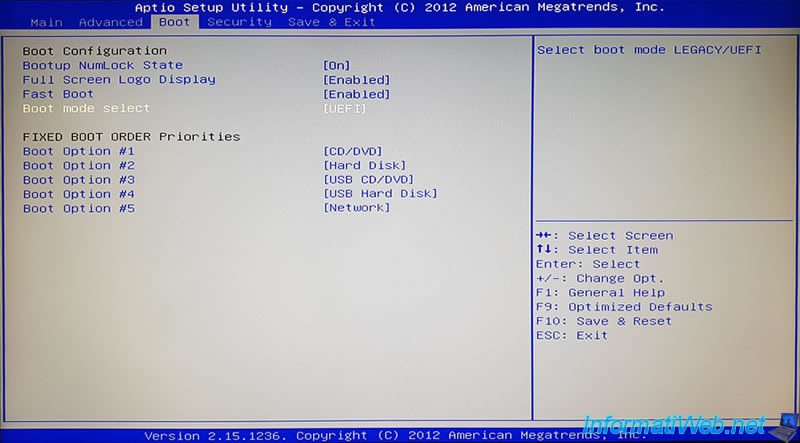 Aptio Setup Utility – Copyright (C) 2012 American Megatrends, Inc.
Main Advanced Boot Security Save & Exit
Boot Configuration
Bootup NumLock State [On]
Full Screen Logo Display [Enabled]
Fast Boot [Enabled]
Boot mode select [UEFI]
FIXED BOOT ORDER Priorities
Boot Option #1 [CD/DVD]
Boot Option #2 [Hard Disk]
Boot Option #3 [USB CD/DVD]
Boot Option #4 [USB Hard Disk]
Boot Option #5 [Network]
Select boot mode LEGACY/UEFI
→←: Select Screen
↑↓: Select Item
Enter: Select
+/-: Change Opt.
F1: General Help
F9: Optimized Defaults
F10: Save & Reset
ESC: Exit
InformatiWeb.net
Version 2.15.1236. Copyright (C) 2012 American Megatrends, Inc.